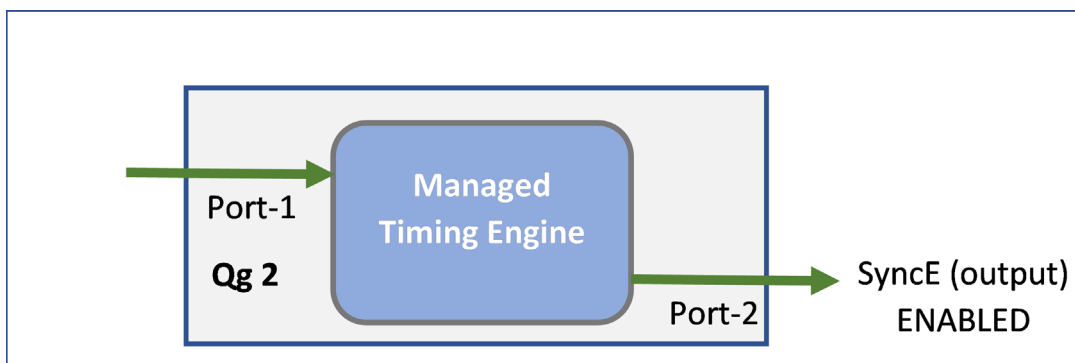 Managed
Timing Engine
Port-1
Qg 2
Port-2
SyncE (output)
ENABLED